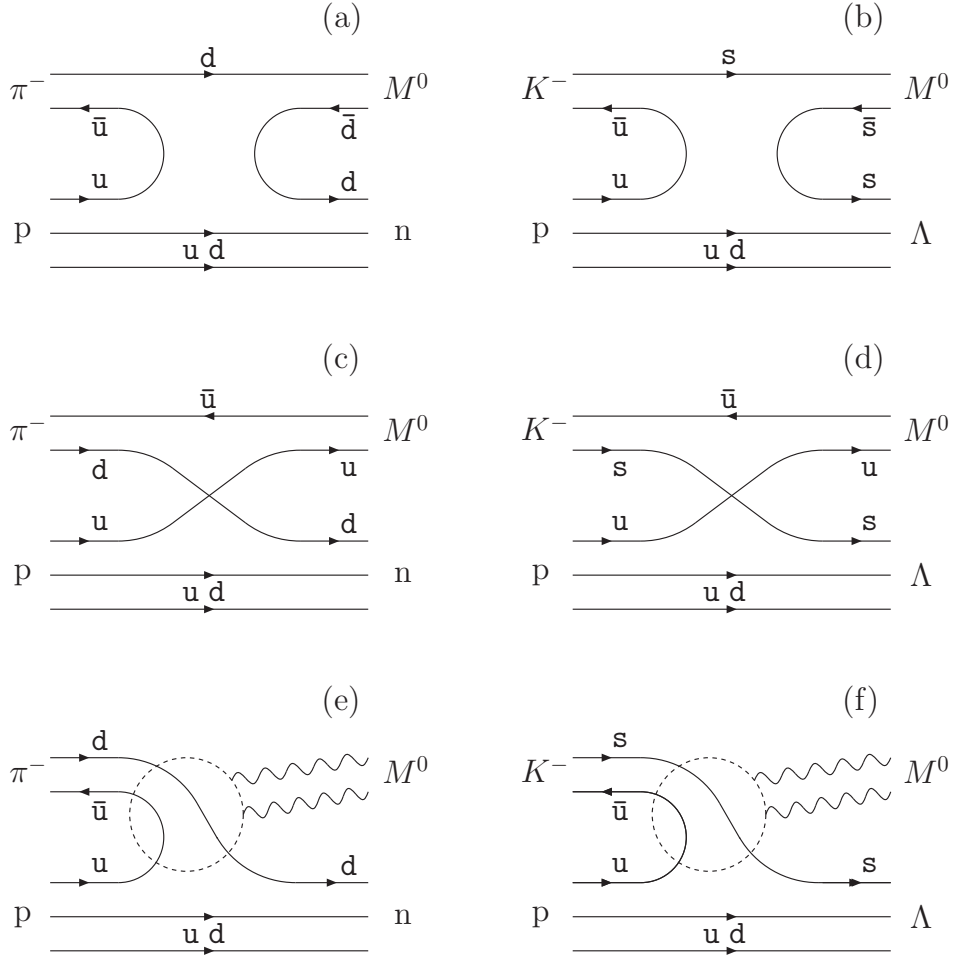 (a) (b)
d s
π⁻ M⁰ K⁻ M⁰
ū d̄ ū s̄
u d u s
p n p Λ
u d u d
(c) (d)
ū ū
π⁻ M⁰ K⁻ M⁰
d u s u
u d u s
p n p Λ
u d u d
(e) (f)
d s
π⁻ M⁰ K⁻ M⁰
ū ū
u d u s
p n p Λ
u d u d